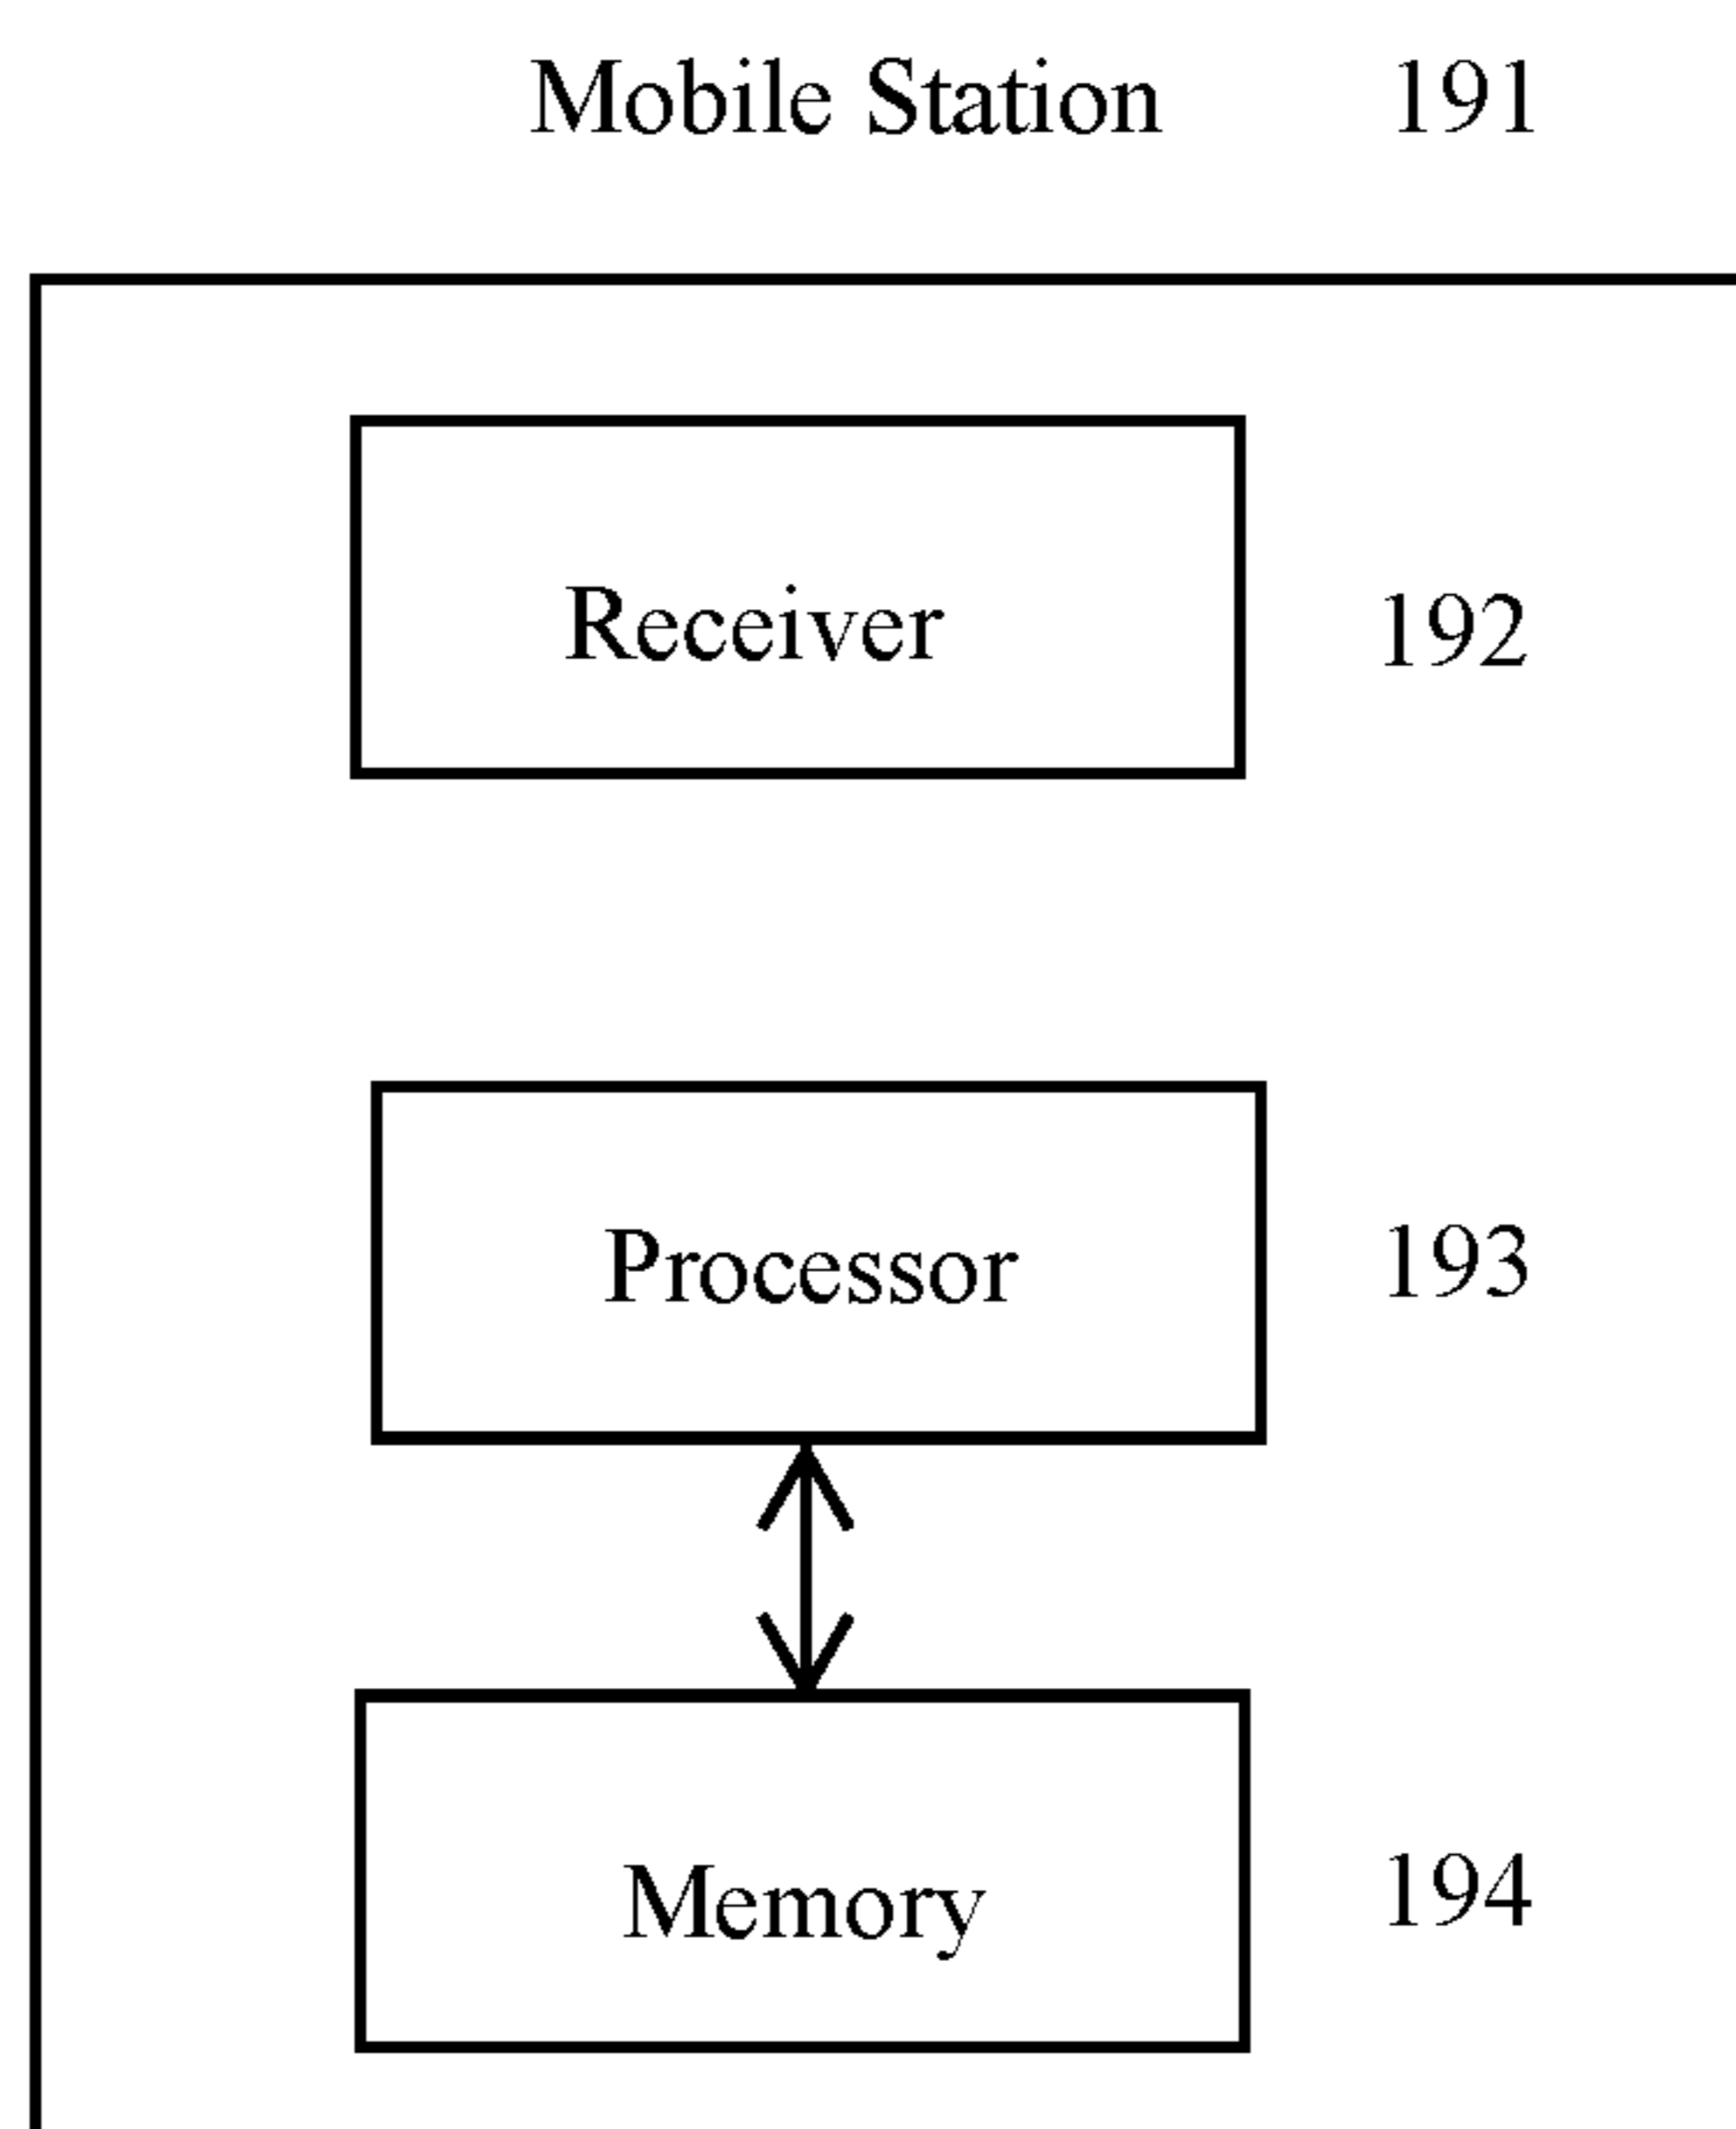 Mobile Station 191
Receiver 192
Processor 193
Memory 194